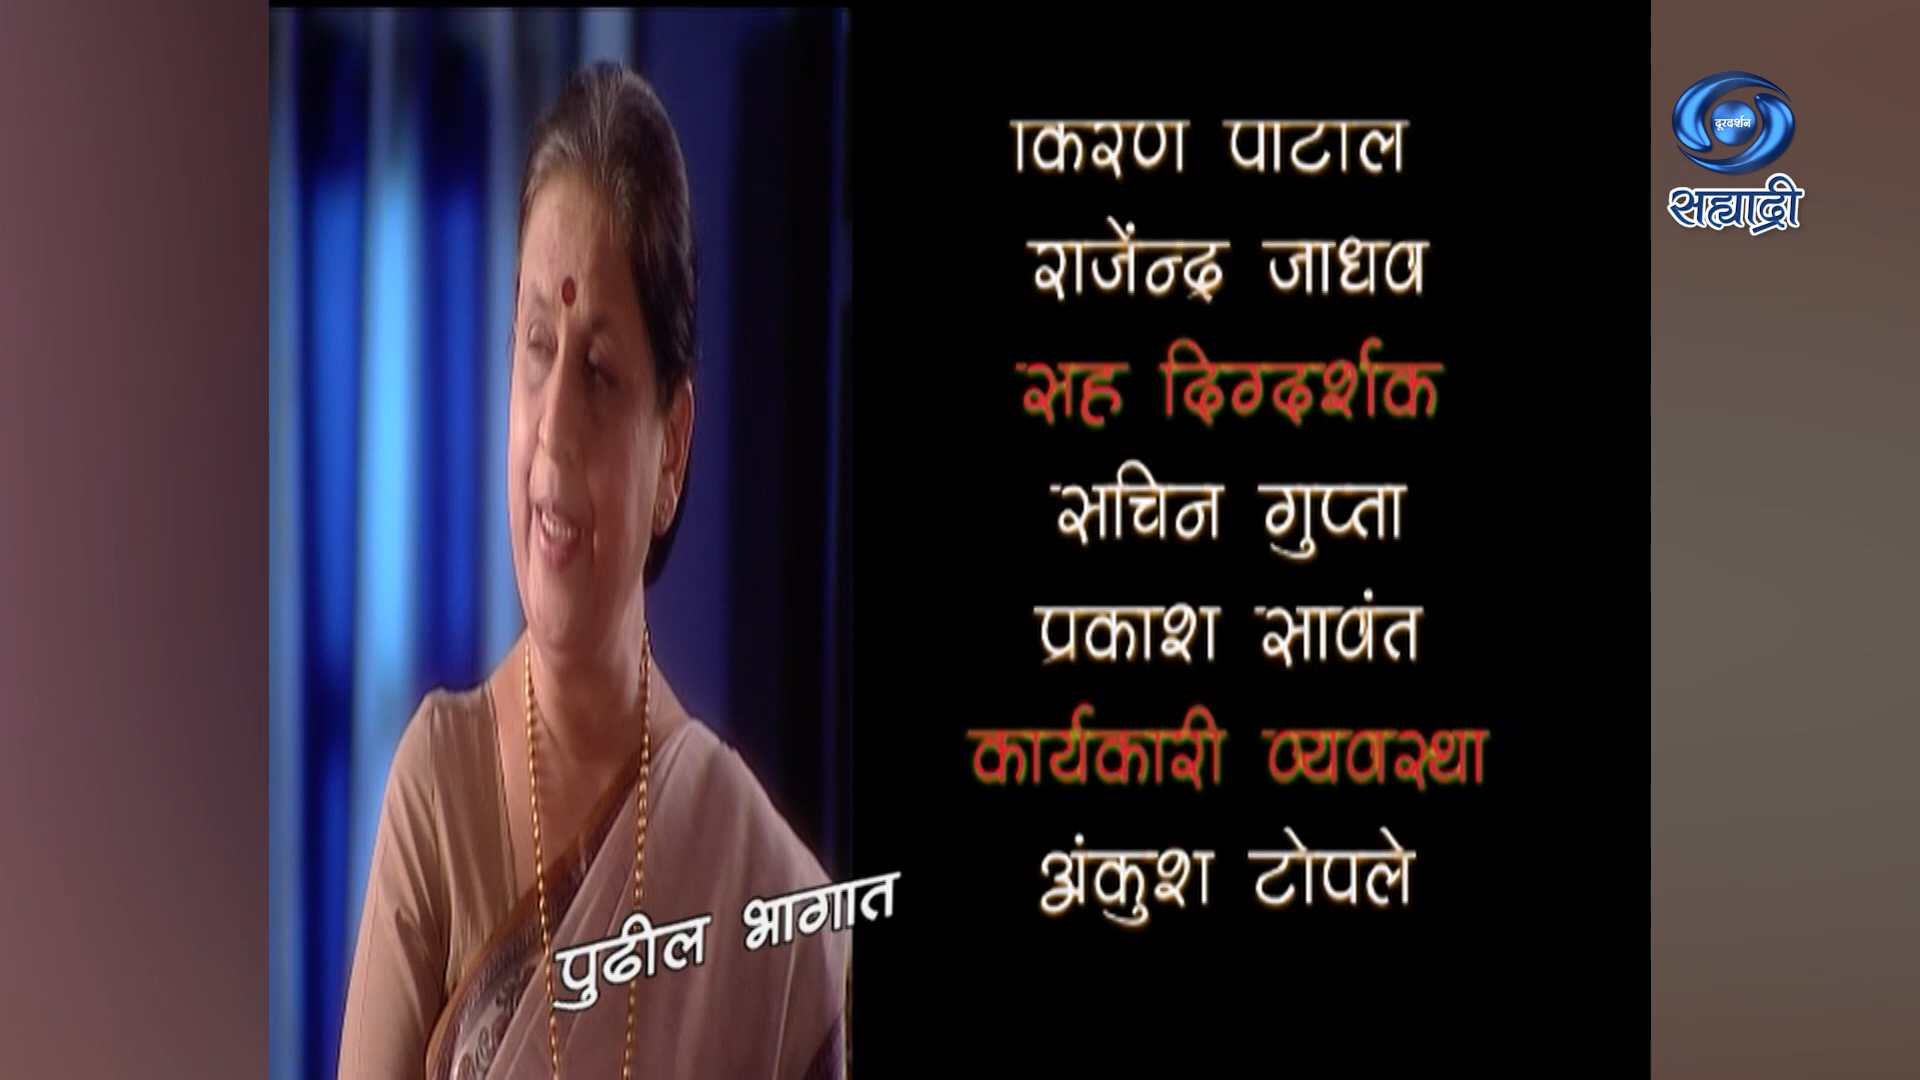 किरण पाटील
राजेंन्द्र जाधव
सह दिग्दर्शक
सचिन गुप्ता
प्रकाश सावंत
कार्यकारी व्यवस्था
अंकुश टोपले
पुढील भागात
दूरदर्शन
सह्याद्री